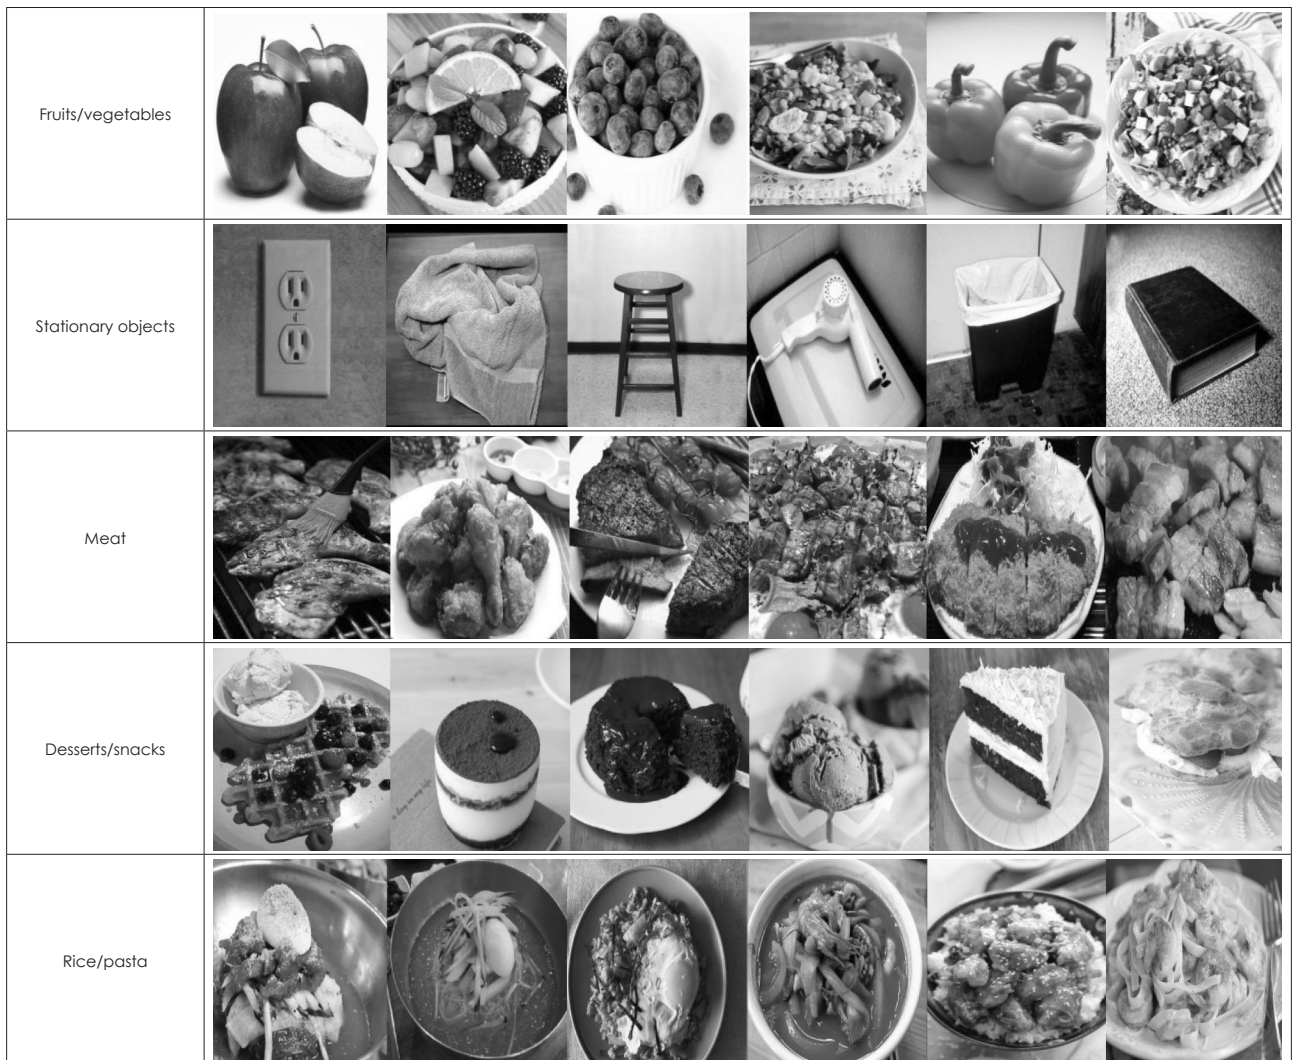 Fruits/vegetables
Stationary objects
Meat
Desserts/snacks
Rice/pasta